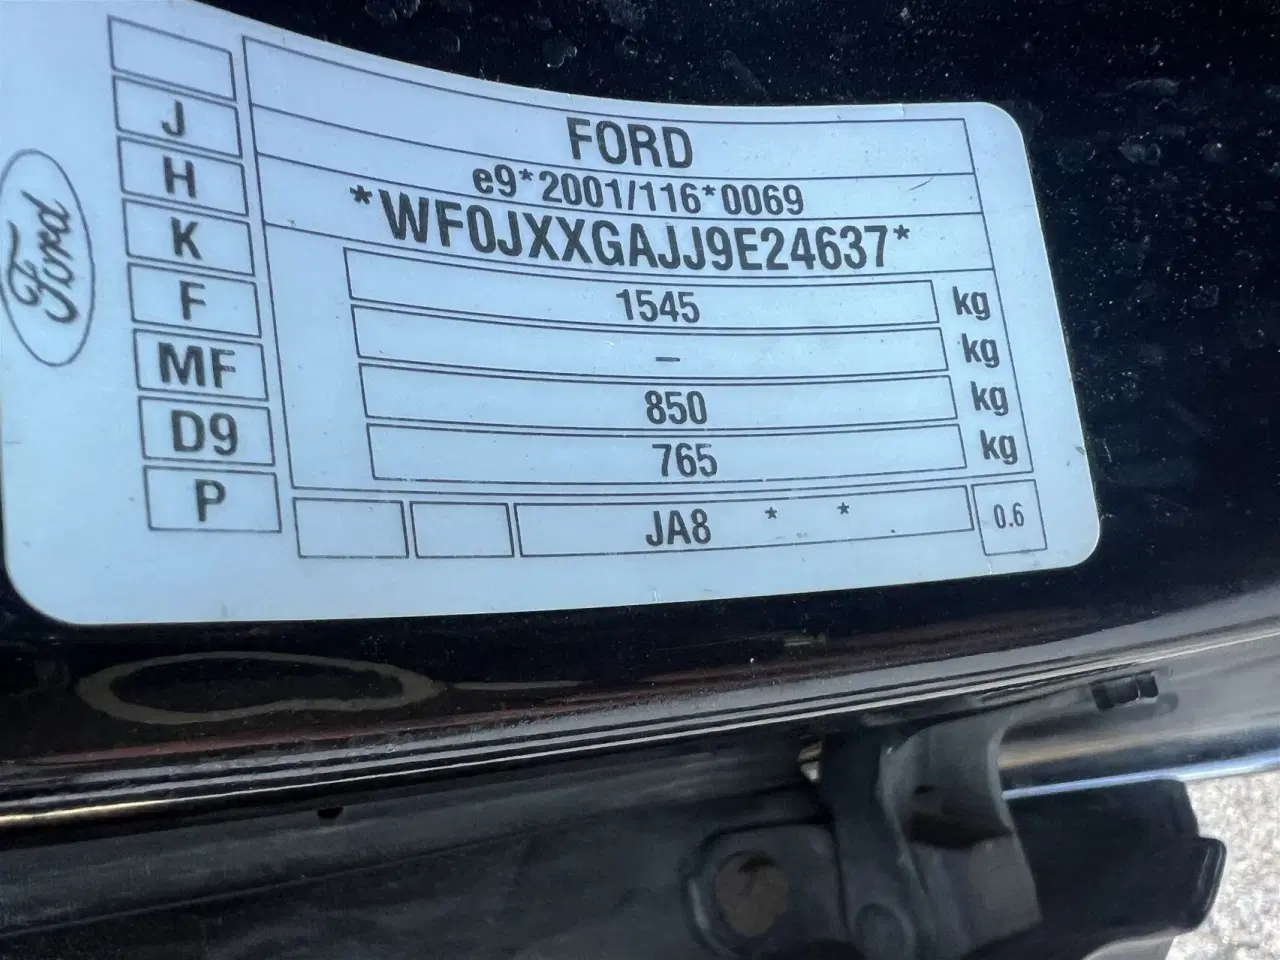 Ford
J
H
K
F
MF
D9
P
FORD
e9*2001/116*0069
*WF0JXXGAJJ9E24637*
1545 kg
– kg
850 kg
765 kg
JA8 * *
0.6